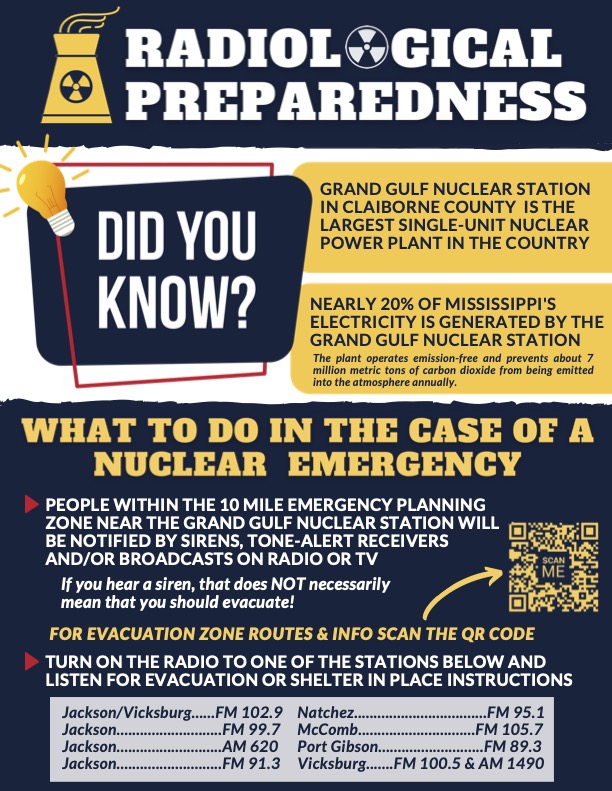 RADIOLOGICAL
PREPAREDNESS
DID YOU
KNOW?
GRAND GULF NUCLEAR STATION
IN CLAIBORNE COUNTY IS THE
LARGEST SINGLE-UNIT NUCLEAR
POWER PLANT IN THE COUNTRY
NEARLY 20% OF MISSISSIPPI'S
ELECTRICITY IS GENERATED BY THE
GRAND GULF NUCLEAR STATION
The plant operates emission-free and prevents about 7
million metric tons of carbon dioxide from being emitted
into the atmosphere annually.
WHAT TO DO IN THE CASE OF A
NUCLEAR EMERGENCY
PEOPLE WITHIN THE 10 MILE EMERGENCY PLANNING
ZONE NEAR THE GRAND GULF NUCLEAR STATION WILL
BE NOTIFIED BY SIRENS, TONE-ALERT RECEIVERS
AND/OR BROADCASTS ON RADIO OR TV
If you hear a siren, that does NOT necessarily
mean that you should evacuate!
SCAN
ME
FOR EVACUATION ZONE ROUTES & INFO SCAN THE QR CODE
TURN ON THE RADIO TO ONE OF THE STATIONS BELOW AND
LISTEN FOR EVACUATION OR SHELTER IN PLACE INSTRUCTIONS
Jackson/Vicksburg......FM 102.9
Jackson.........................FM 99.7
Jackson.........................AM 620
Jackson.........................FM 91.3
Natchez................................FM 95.1
McComb............................FM 105.7
Port Gibson.........................FM 89.3
Vicksburg.......FM 100.5 & AM 1490